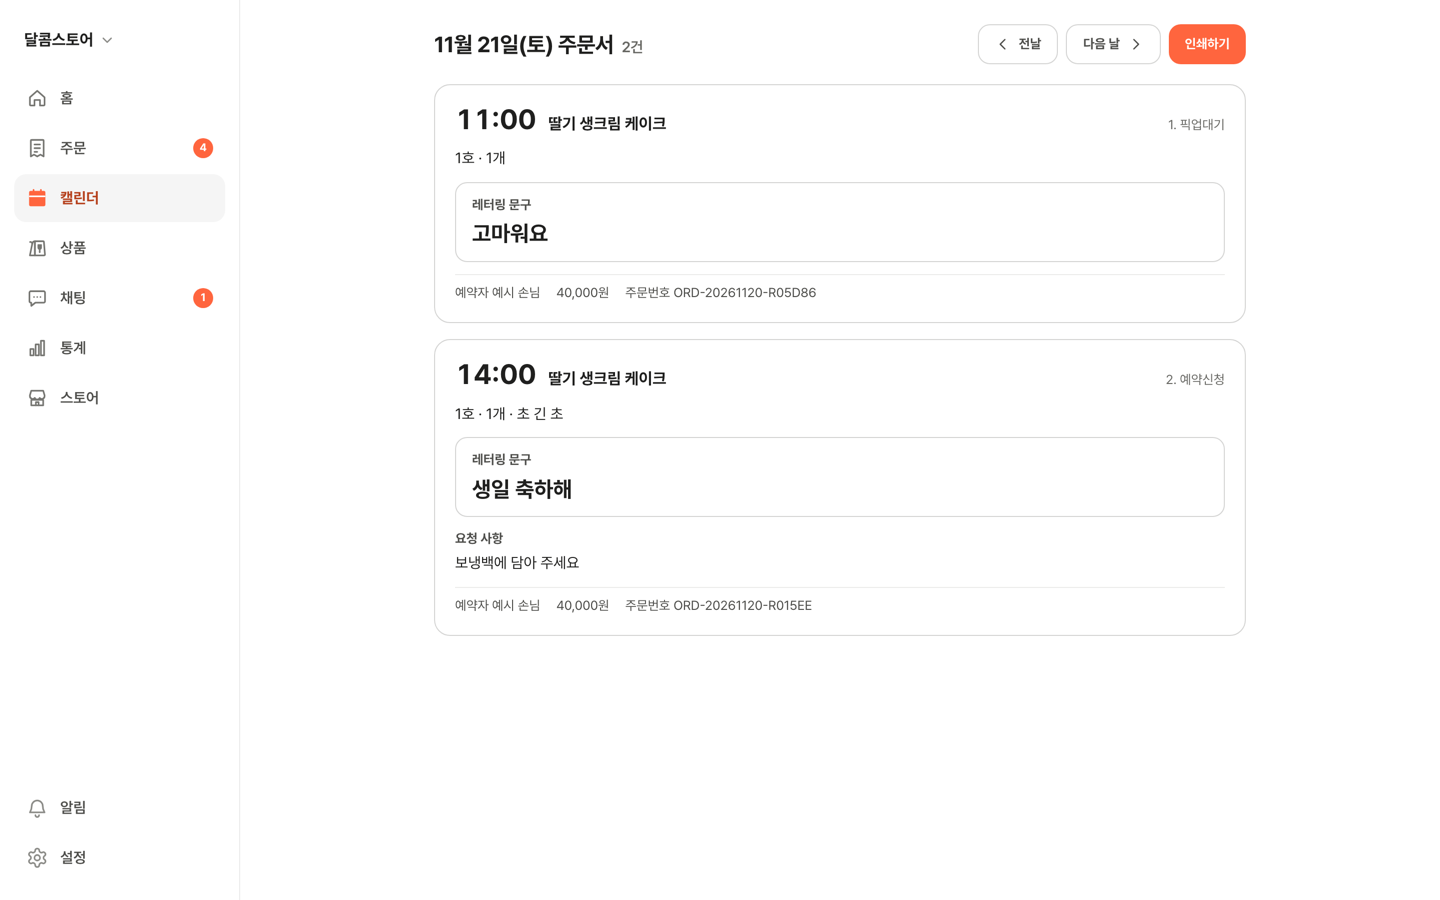 달콤스토어
홈
주문 4
캘린더
상품
채팅 1
통계
스토어
알림
설정
11월 21일(토) 주문서 2건
전날
다음 날
인쇄하기
11:00 딸기 생크림 케이크
1. 픽업대기
1호 · 1개
레터링 문구
고마워요
예약자 예시 손님 40,000원 주문번호 ORD-20261120-R05D86
14:00 딸기 생크림 케이크
2. 예약신청
1호 · 1개 · 초 긴 초
레터링 문구
생일 축하해
요청 사항
보냉백에 담아 주세요
예약자 예시 손님 40,000원 주문번호 ORD-20261120-R015EE